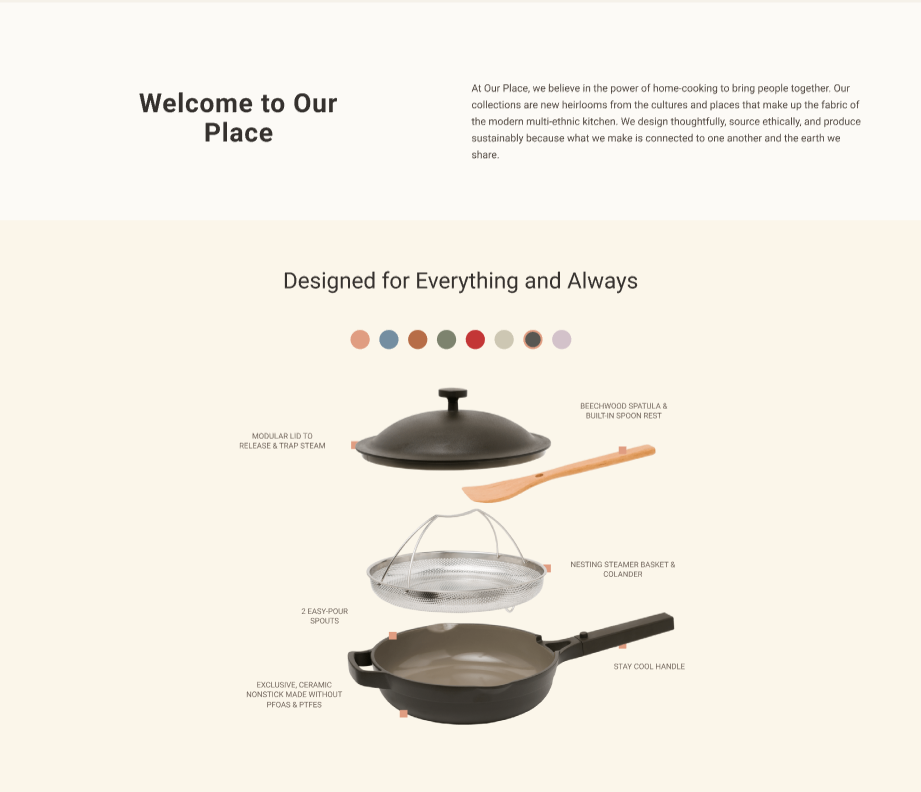 Welcome to Our
Place
At Our Place, we believe in the power of home-cooking to bring people together. Our
collections are new heirlooms from the cultures and places that make up the fabric of
the modern multi-ethnic kitchen. We design thoughtfully, source ethically, and produce
sustainably because what we make is connected to one another and the earth we
share.
Designed for Everything and Always
BEECHWOOD SPATULA &
BUILT-IN SPOON REST
MODULAR LID TO
RELEASE & TRAP STEAM
NESTING STEAMER BASKET &
COLANDER
2 EASY-POUR
SPOUTS
STAY COOL HANDLE
EXCLUSIVE, CERAMIC
NONSTICK MADE WITHOUT
PFOAS & PTFES